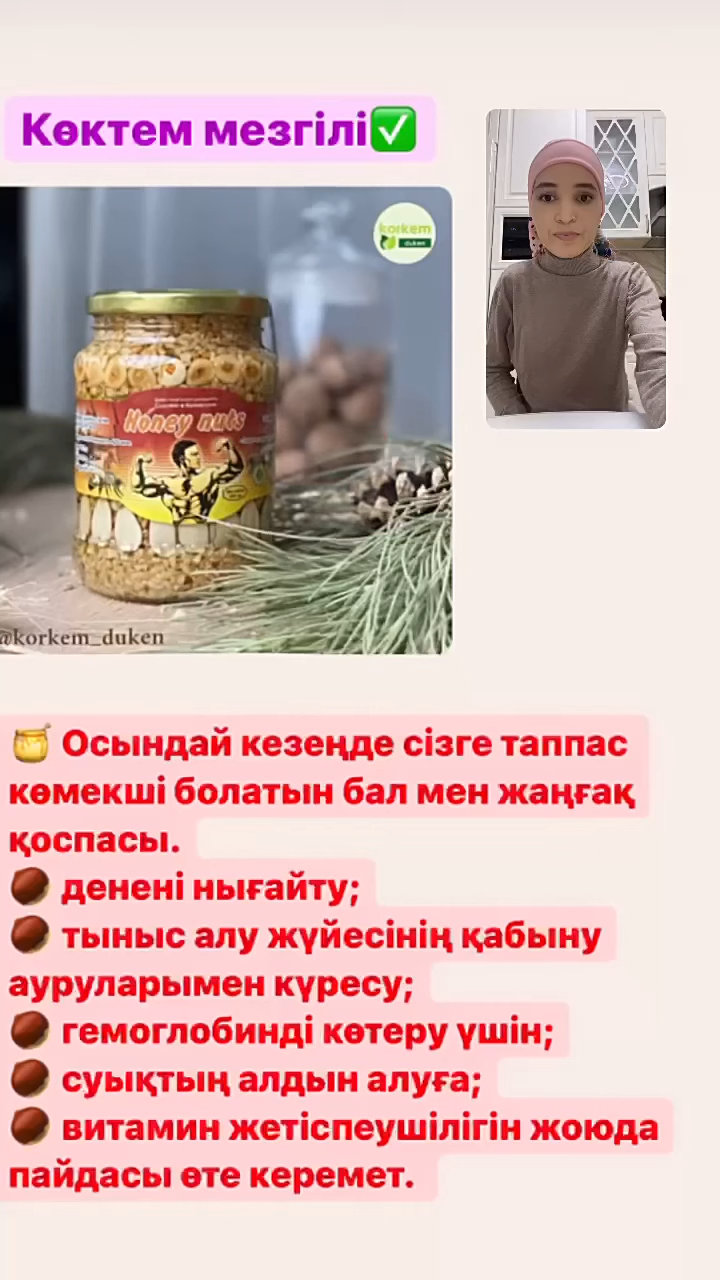 Көктем мезгілі✅
korkem
duken
Honey nuts
@korkem_duken
🍯 Осындай кезеңде сізге таппас
көмекші болатын бал мен жаңғақ
қоспасы.
🌰 денені нығайту;
🌰 тыныс алу жүйесінің қабыну
ауруларымен күресу;
🌰 гемоглобинді көтеру үшін;
🌰 суықтың алдын алуға;
🌰 витамин жетіспеушілігін жоюда
пайдасы өте керемет.